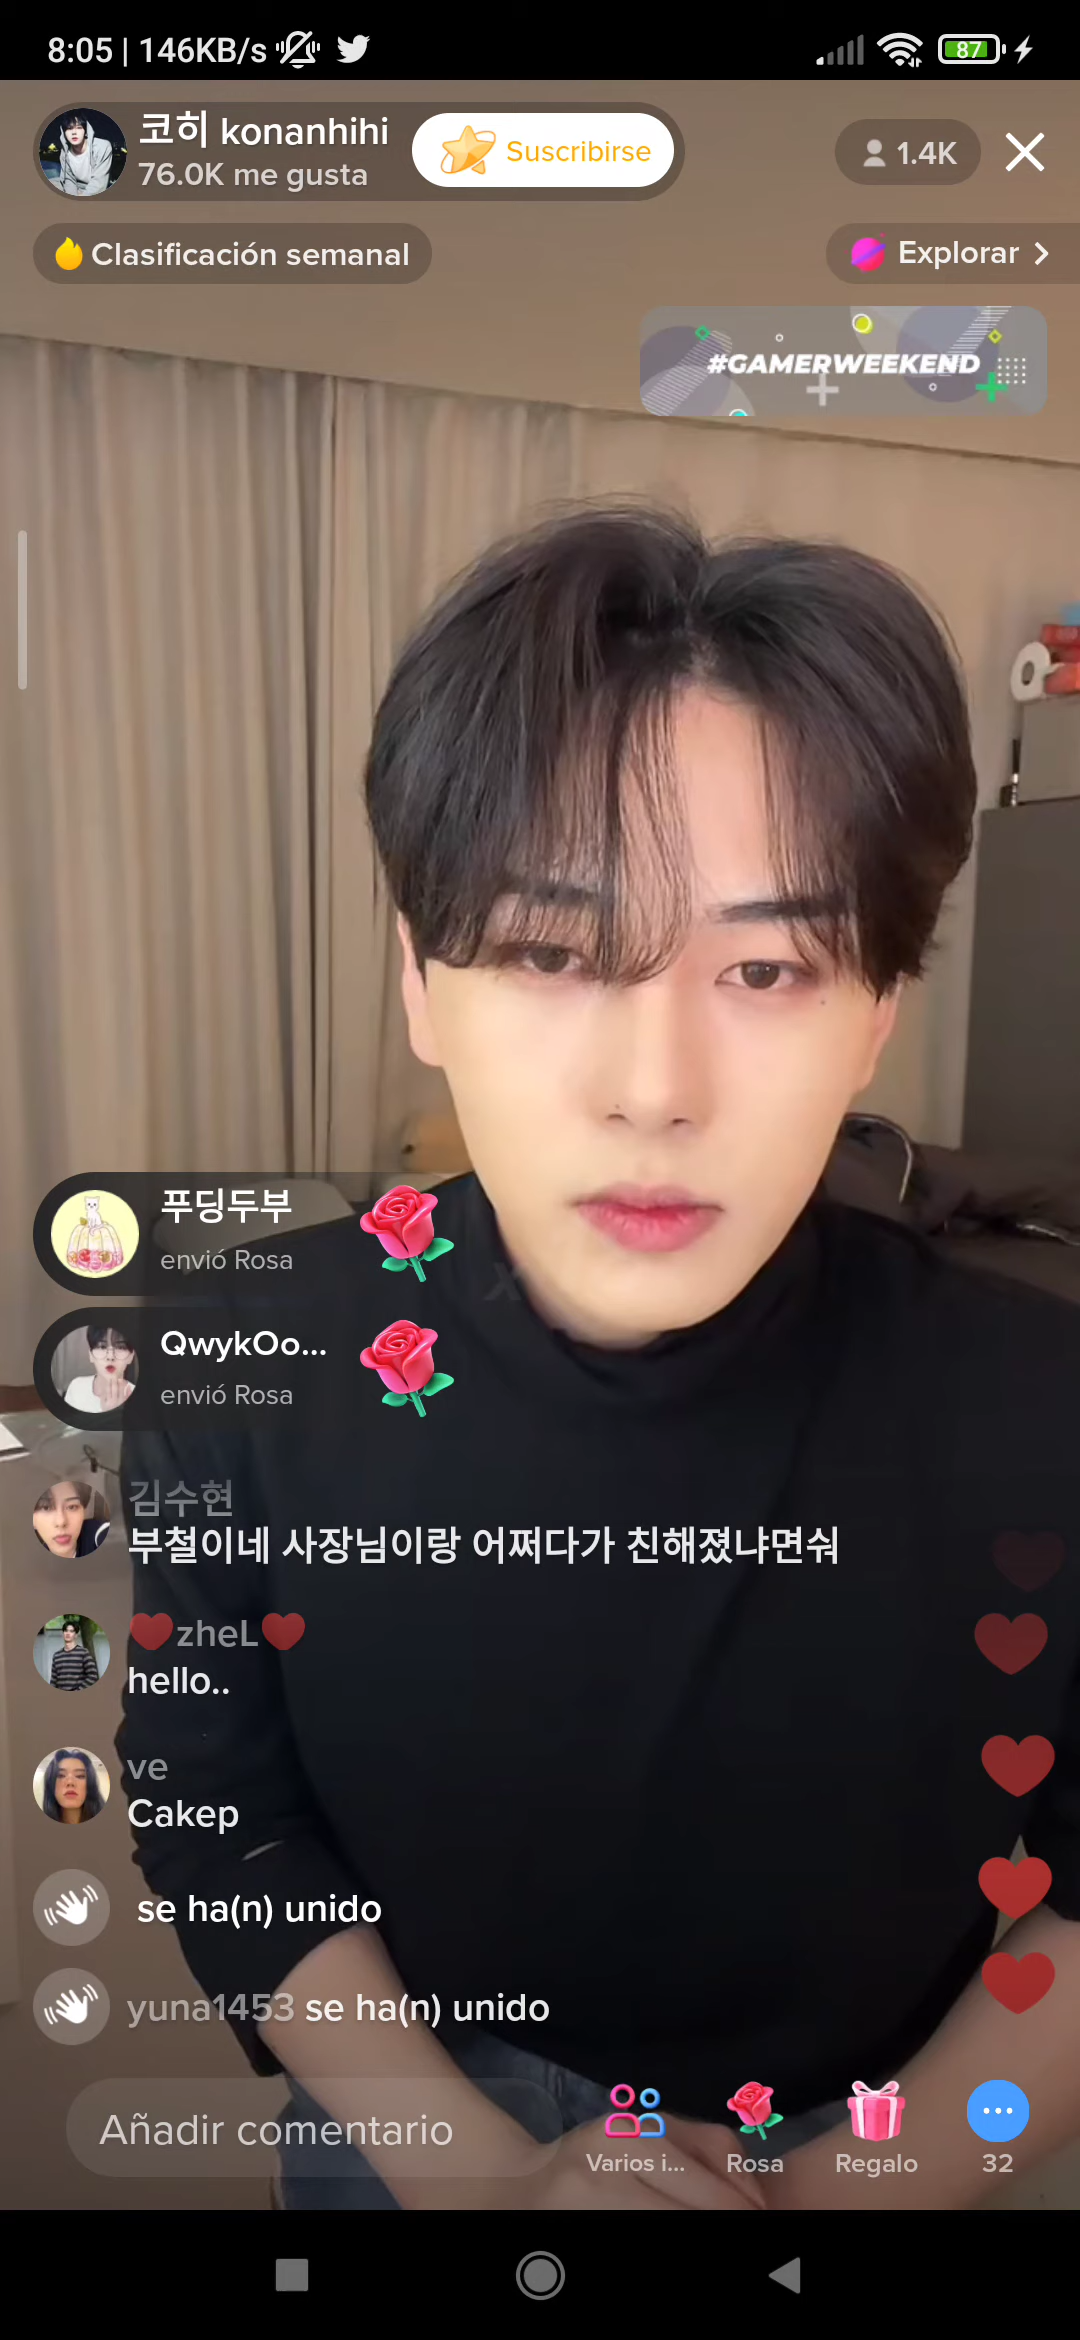 8:05 | 146KB/s
87
코히 konanhihi
76.0K me gusta
Suscribirse
1.4K
Clasificación semanal
Explorar
#GAMERWEEKEND
푸딩두부
envió Rosa
QwykOo...
envió Rosa
김수현
부철이네 사장님이랑 어쩌다가 친해졌냐면숴
❤️zheL❤️
hello..
ve
Cakep
se ha(n) unido
yuna1453 se ha(n) unido
Añadir comentario
Varios i...
Rosa
Regalo
32